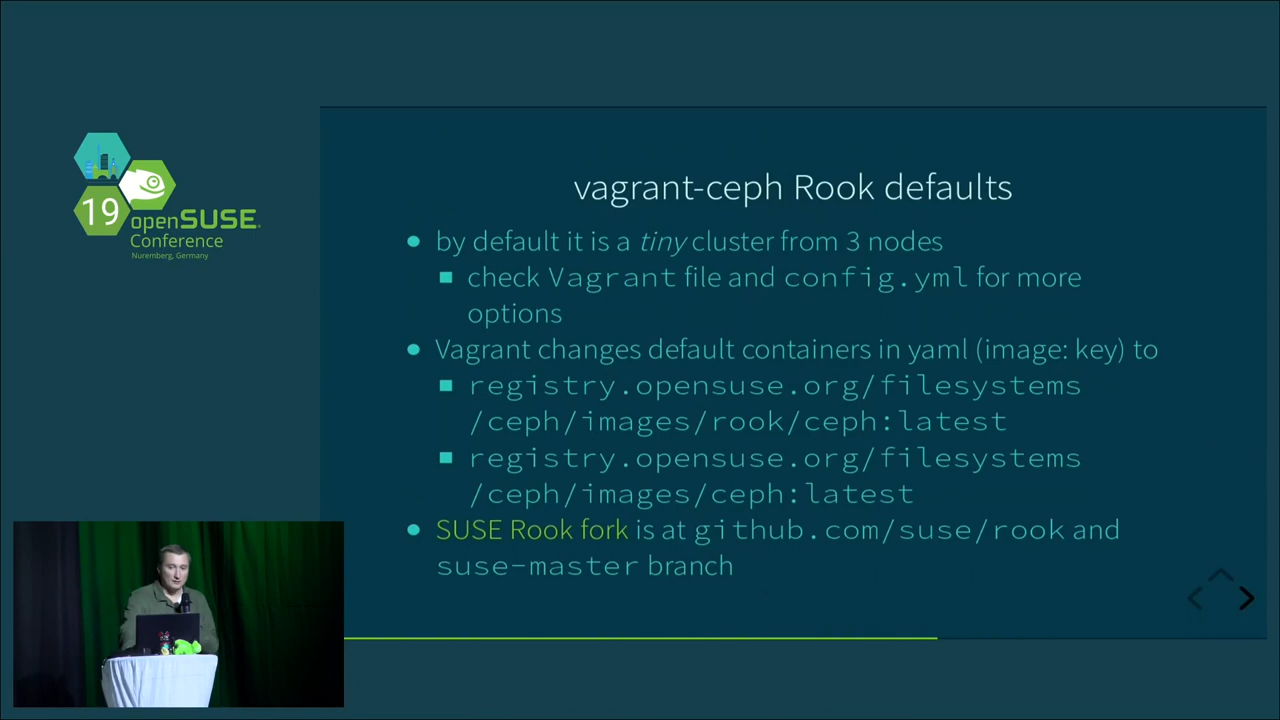 vagrant-ceph Rook defaults
by default it is a tiny cluster from 3 nodes
check Vagrant file and config.yml for more
options
Vagrant changes default containers in yaml (image: key) to
registry.opensuse.org/filesystems
/ceph/images/rook/ceph:latest
registry.opensuse.org/filesystems
/ceph/images/ceph:latest
SUSE Rook fork is at github.com/suse/rook and
suse-master branch
19
openSUSE
Conference
Nuremberg, Germany